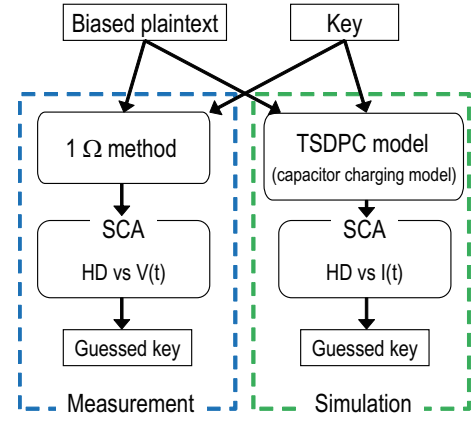 Biased plaintext
Key
1 Ω method
TSDPC model
(capacitor charging model)
SCA
HD vs V(t)
SCA
HD vs I(t)
Guessed key
Guessed key
Measurement
Simulation